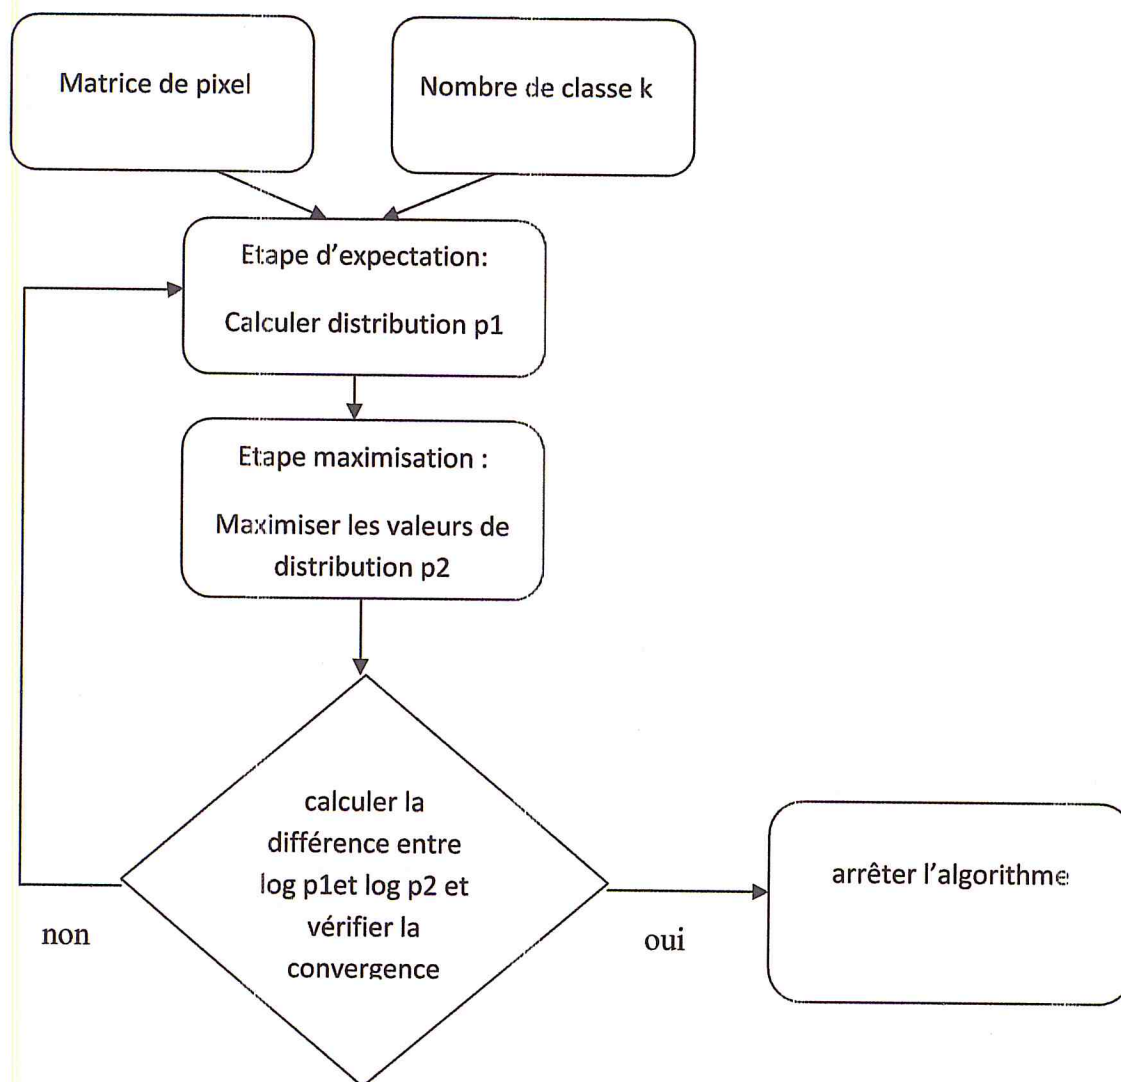 Matrice de pixel
Nombre de classe k
Etape d'expectation:
Calculer distribution p1
Etape maximisation :
Maximiser les valeurs de
distribution p2
calculer la
différence entre
log p1et log p2 et
vérifier la
convergence
non
oui
arrêter l'algorithme